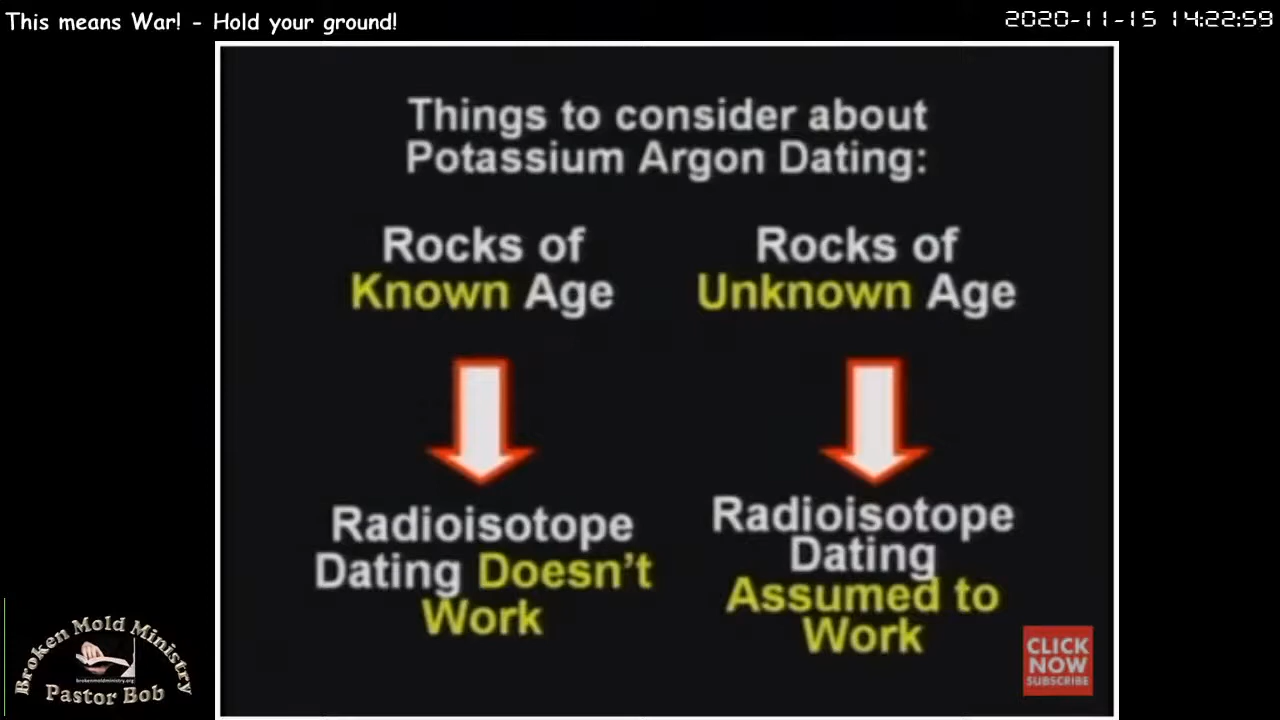 This means War! - Hold your ground!
2020-11-15 14:22:59
Things to consider about
Potassium Argon Dating:
Rocks of
Known Age
Rocks of
Unknown Age
Radioisotope
Dating Doesn't
Work
Radioisotope
Dating
Assumed to
Work
Broken Mold Ministry
brokenmoldministry.org
Pastor Bob
CLICK
NOW
SUBSCRIBE